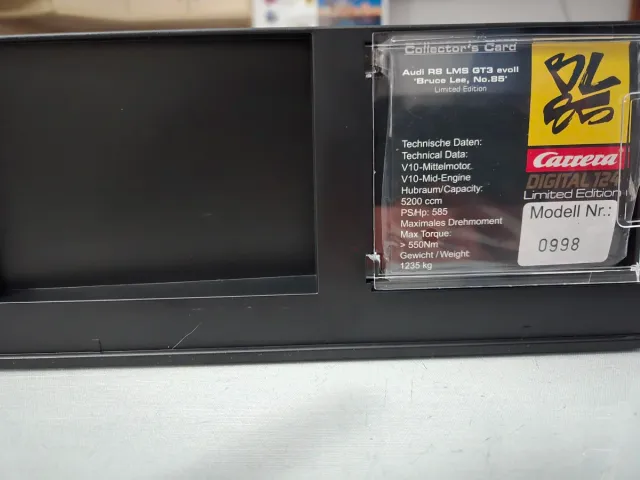 Collector's Card
Audi R8 LMS GT3 evoII
"Bruce Lee, No.85"
Limited Edition
BL
85
Technische Daten:
Technical Data:
V10-Mittelmotor
V10-Mid-Engine
Hubraum/Capacity:
5200 ccm
PS/Hp: 585
Maximales Drehmoment
Max Torque:
> 550Nm
Gewicht / Weight:
1235 kg
Carrera
DIGITAL 124
Limited Edition
Modell Nr.:
0998